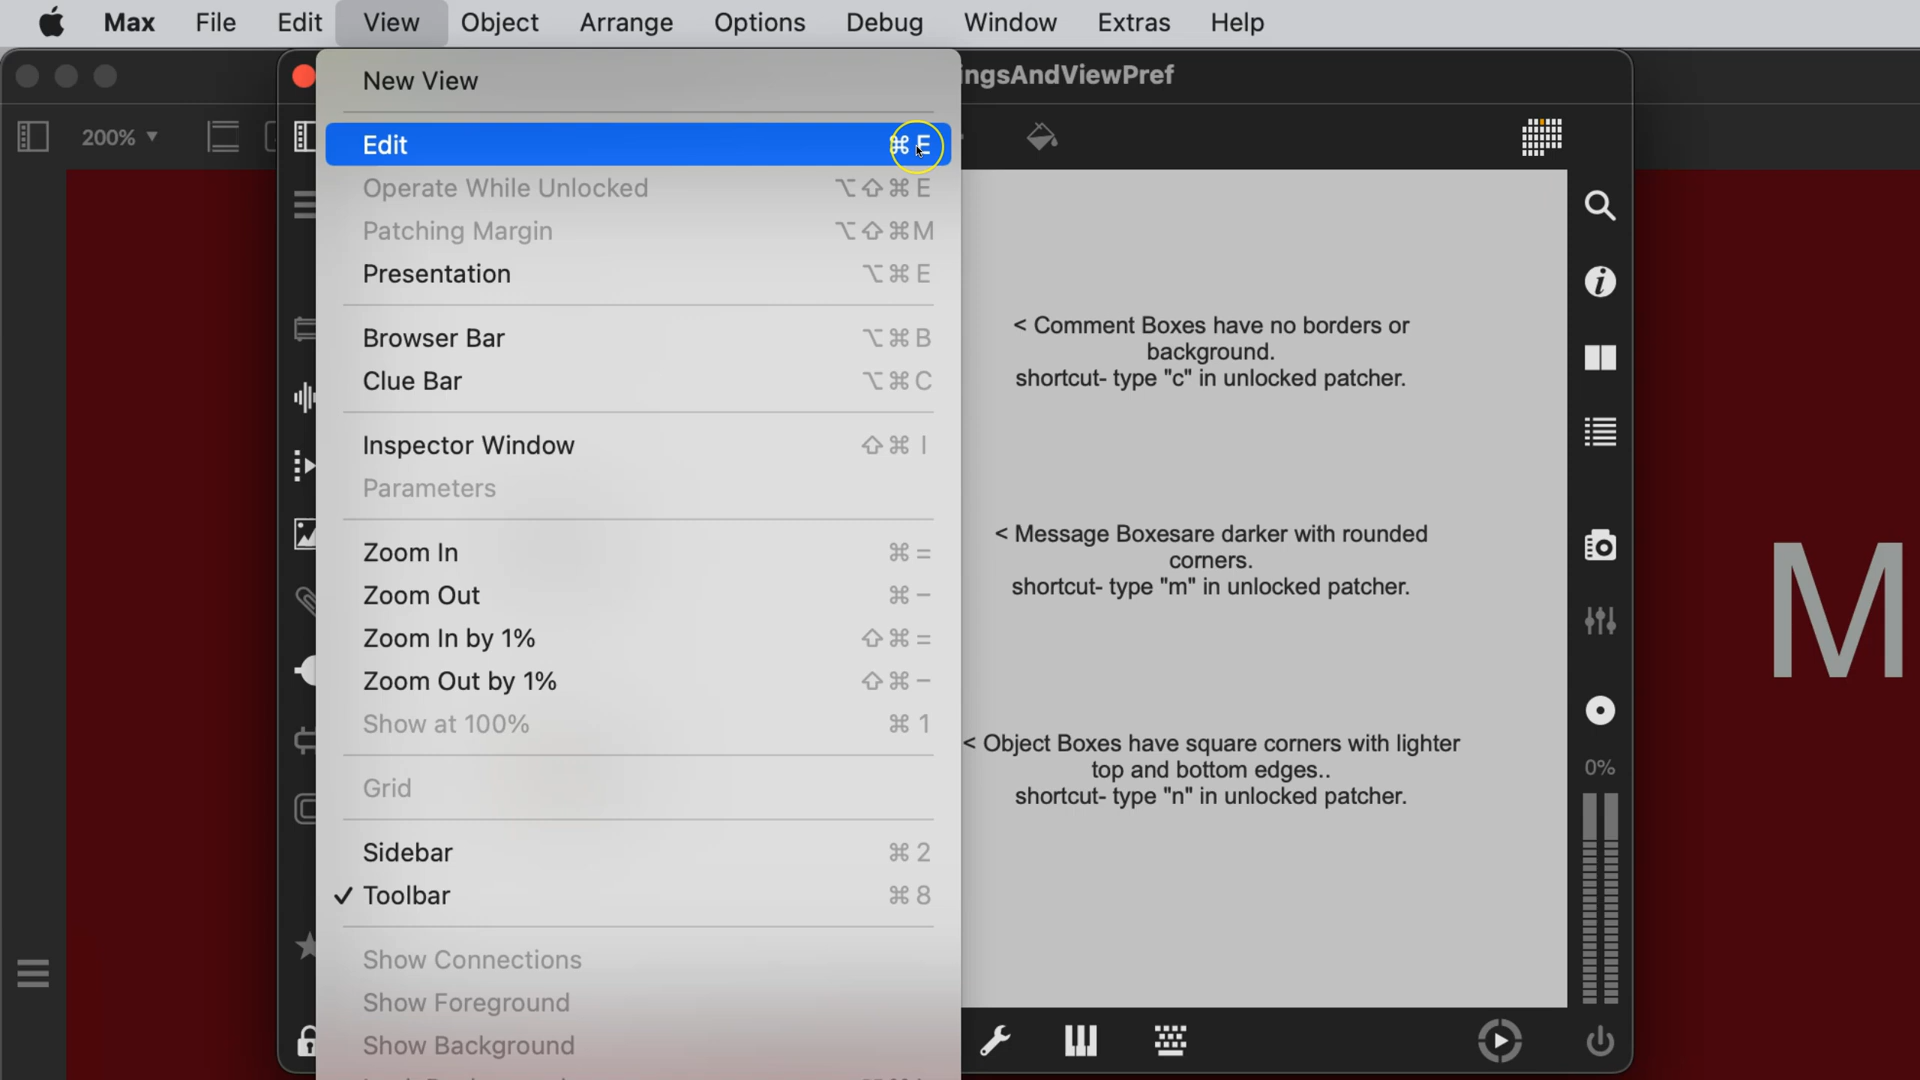 Max File Edit View Object Arrange Options Debug Window Extras Help
ingsAndViewPref
200%
New View
Edit ⌘E
Operate While Unlocked ⌥⇧⌘E
Patching Margin ⌥⇧⌘M
Presentation ⌥⌘E
Browser Bar ⌥⌘B
Clue Bar ⌥⌘C
Inspector Window ⇧⌘I
Parameters
Zoom In ⌘=
Zoom Out ⌘−
Zoom In by 1% ⇧⌘=
Zoom Out by 1% ⇧⌘−
Show at 100% ⌘1
Grid
Sidebar ⌘2
✓ Toolbar ⌘8
Show Connections
Show Foreground
Show Background
< Comment Boxes have no borders or
background.
shortcut- type "c" in unlocked patcher.
< Message Boxesare darker with rounded
corners.
shortcut- type "m" in unlocked patcher.
< Object Boxes have square corners with lighter
top and bottom edges..
shortcut- type "n" in unlocked patcher.
0%
M